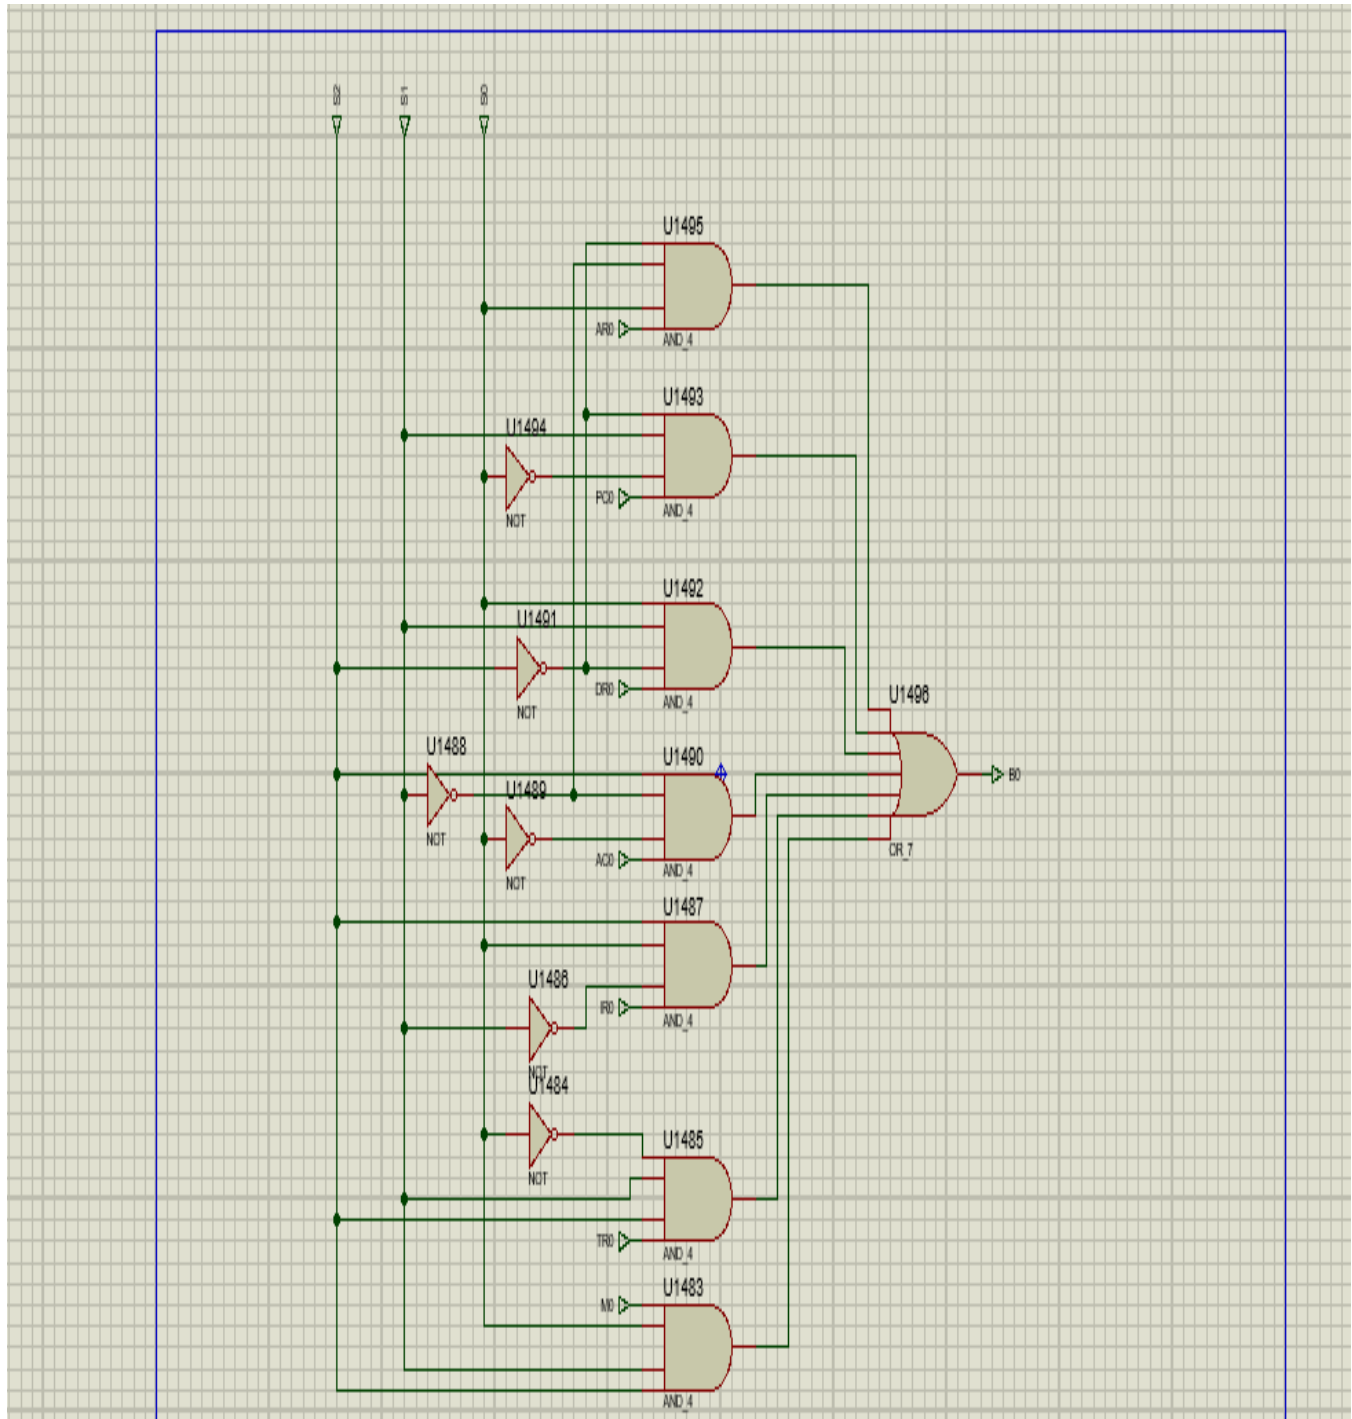 S2
S1
S0
U1495
AR0
AND_4
U1493
U1494
PC0
AND_4
NOT
U1492
U1491
DR0
AND_4
NOT
U1496
U1488
U1490
B0
U1489
NOT
OR_7
AC0
AND_4
NOT
U1487
U1486
IR0
AND_4
NOT
U1484
U1485
NOT
TR0
AND_4
U1483
M0
AND_4